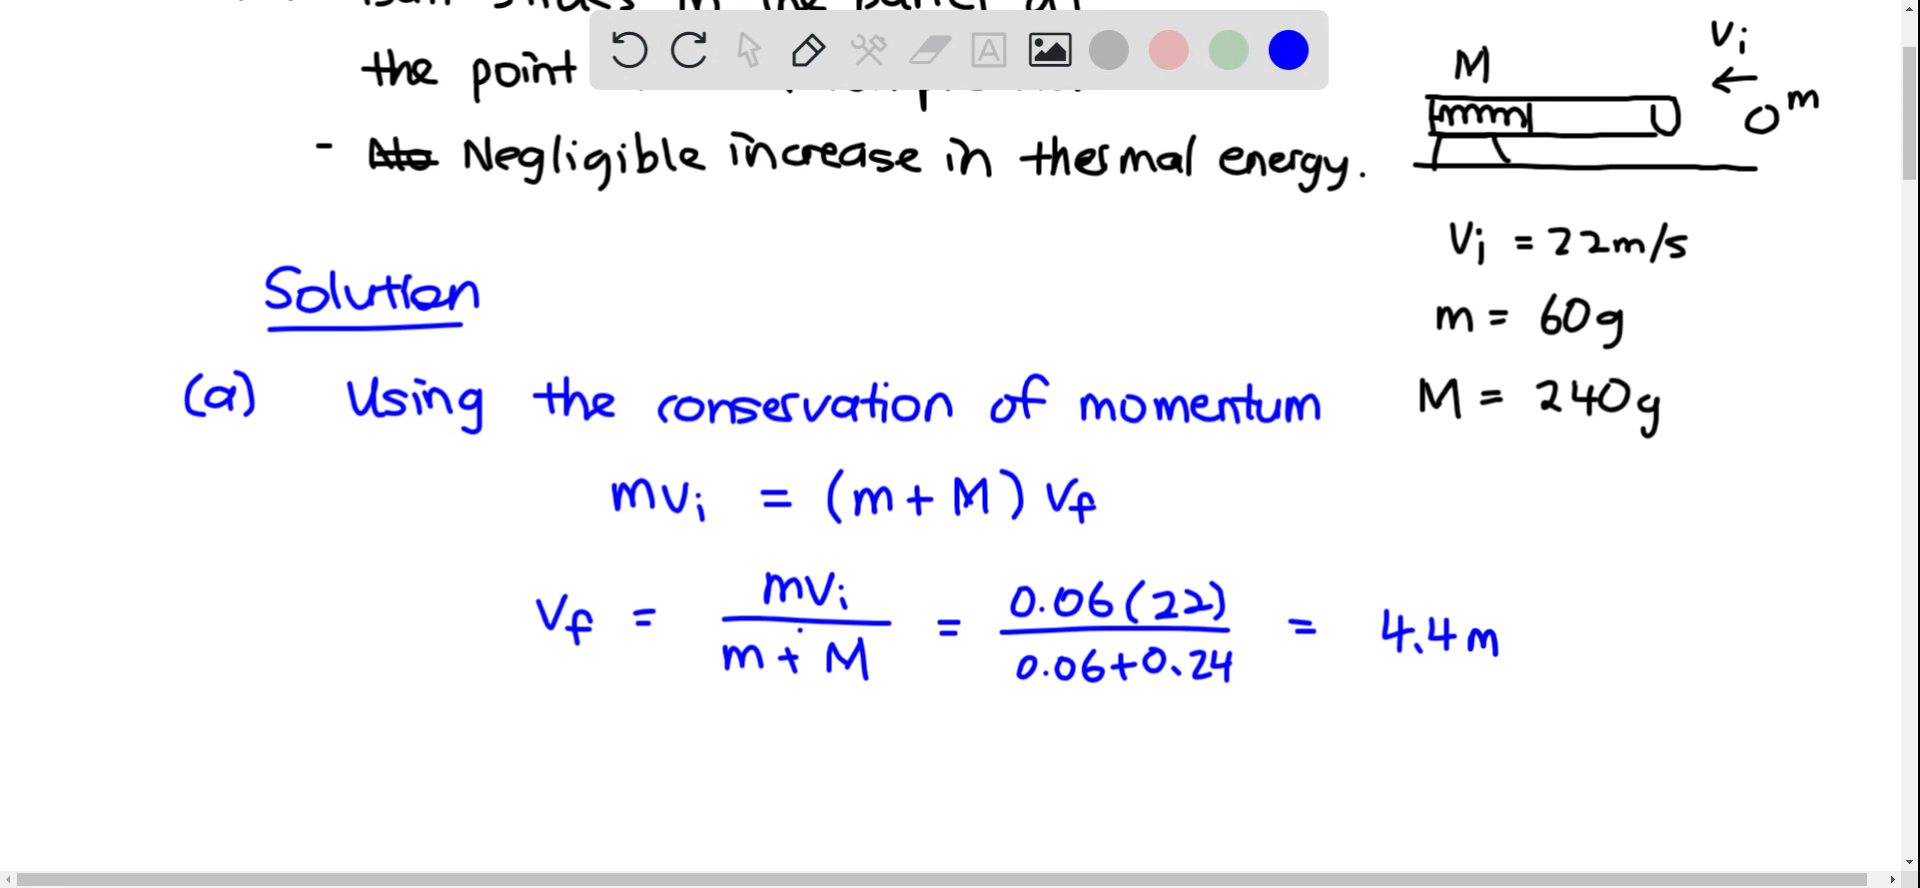 the point
- No Negligible increase in thermal energy.
M
Vi
m
Vi = 22m/s
m = 60g
M = 240g
Solution
(a) Using the conservation of momentum
mvi = (m+M) Vf
Vf = mvi / m + M = 0.06(22) / 0.06+0.24 = 4.4 m
A